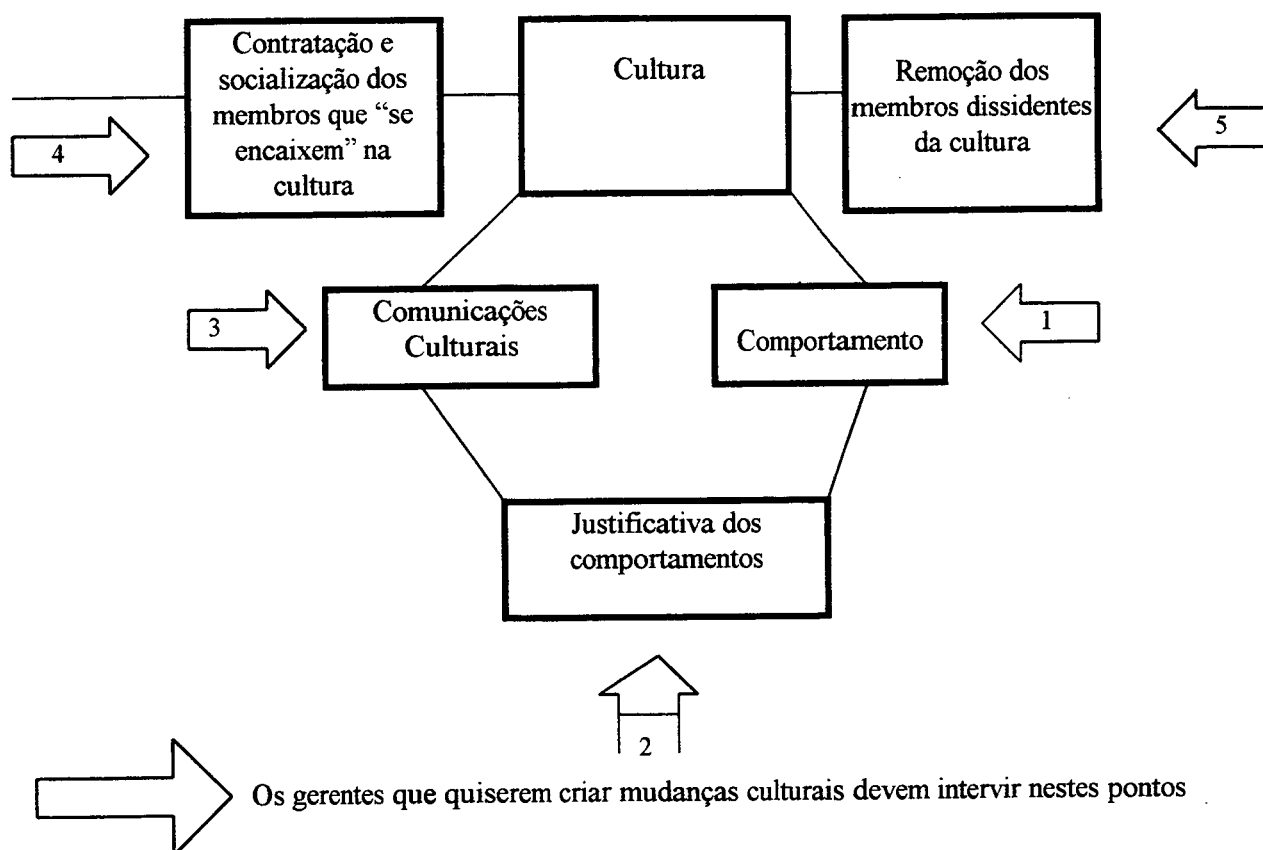 Contratação e
socialização dos
membros que “se
encaixem” na
cultura
Cultura
Remoção dos
membros dissidentes
da cultura
4
5
Comunicações
Culturais
3
Comportamento
1
Justificativa dos
comportamentos
2
Os gerentes que quiserem criar mudanças culturais devem intervir nestes pontos